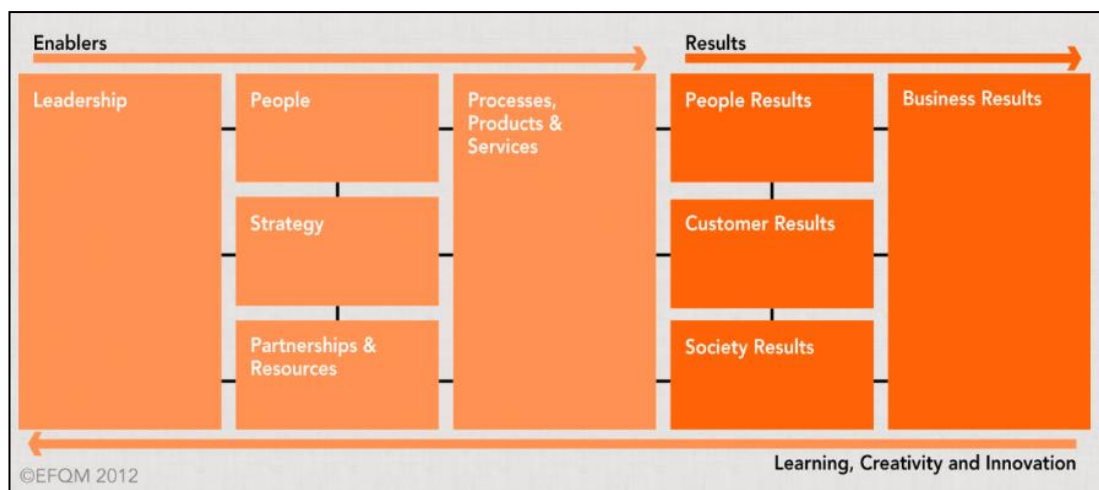 Enablers
Results
Leadership
People
Processes,
Products &
Services
People Results
Business Results
Strategy
Customer Results
Partnerships &
Resources
Society Results
Learning, Creativity and Innovation
©EFQM 2012